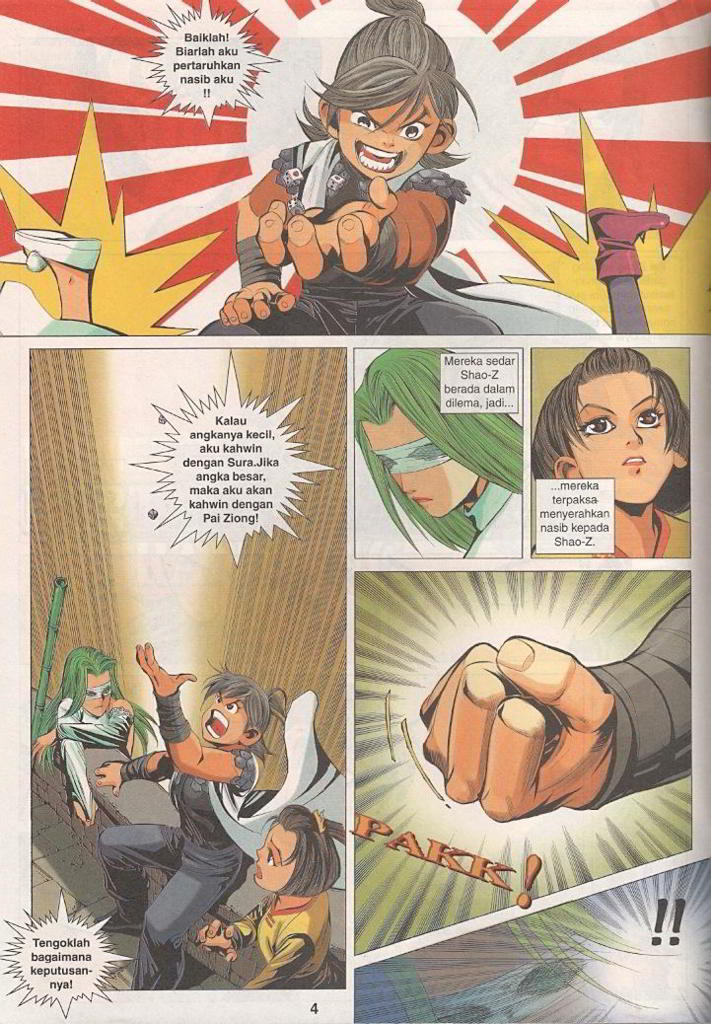 Baiklah!
Biarlah aku
pertaruhkan
nasib aku
!!
Kalau
angkanya kecil,
aku kahwin
dengan Sura.Jika
angka besar,
maka aku akan
kahwin dengan
Pai Ziong!
Mereka sedar
Shao-Z
berada dalam
dilema, jadi...
...mereka
terpaksa
menyerahkan
nasib kepada
Shao-Z.
PAKK!
Tengoklah
bagaimana
keputusan-
nya!
!!
4